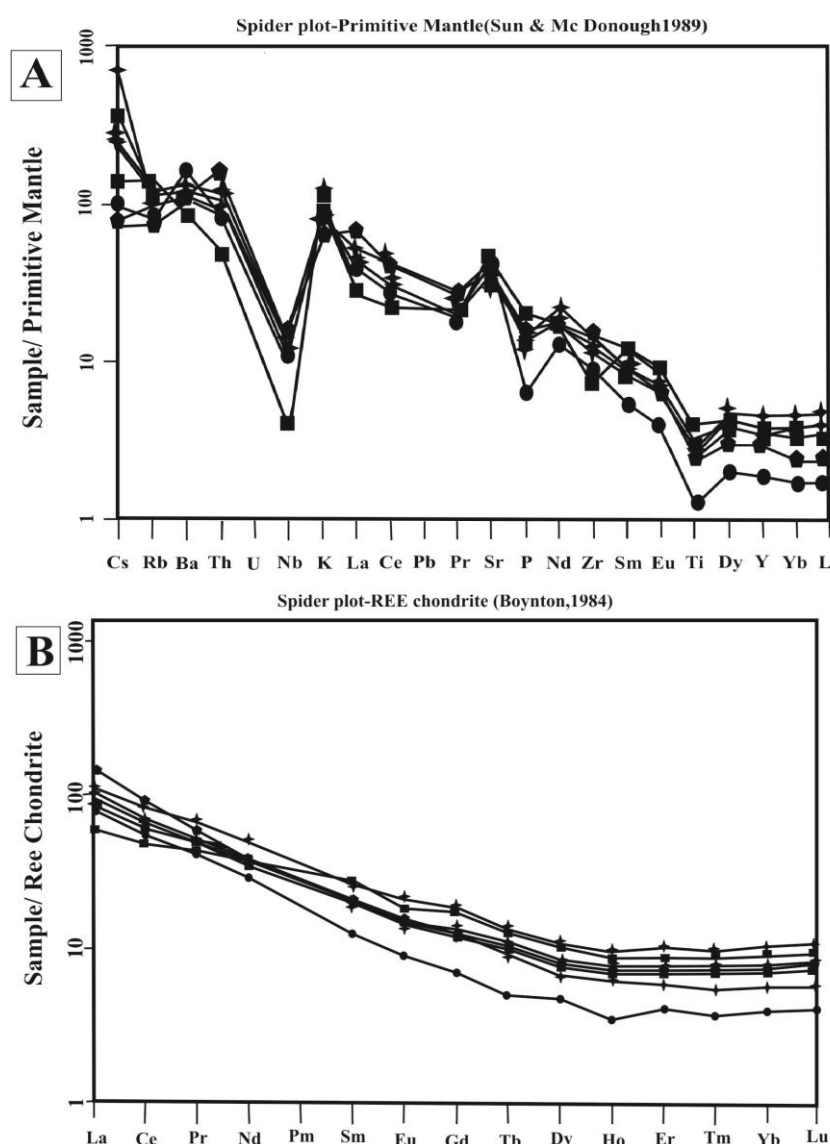 Spider plot-Primitive Mantle(Sun & Mc Donough1989)
A
Sample/ Primitive Mantle
1000
100
10
1
Cs Rb Ba Th U Nb K La Ce Pb Pr Sr P Nd Zr Sm Eu Ti Dy Y Yb L
Spider plot-REE chondrite (Boynton,1984)
B
Sample/ Ree Chondrite
1000
100
10
1
La Ce Pr Nd Pm Sm Eu Gd Tb Dy Ho Er Tm Yb Lu